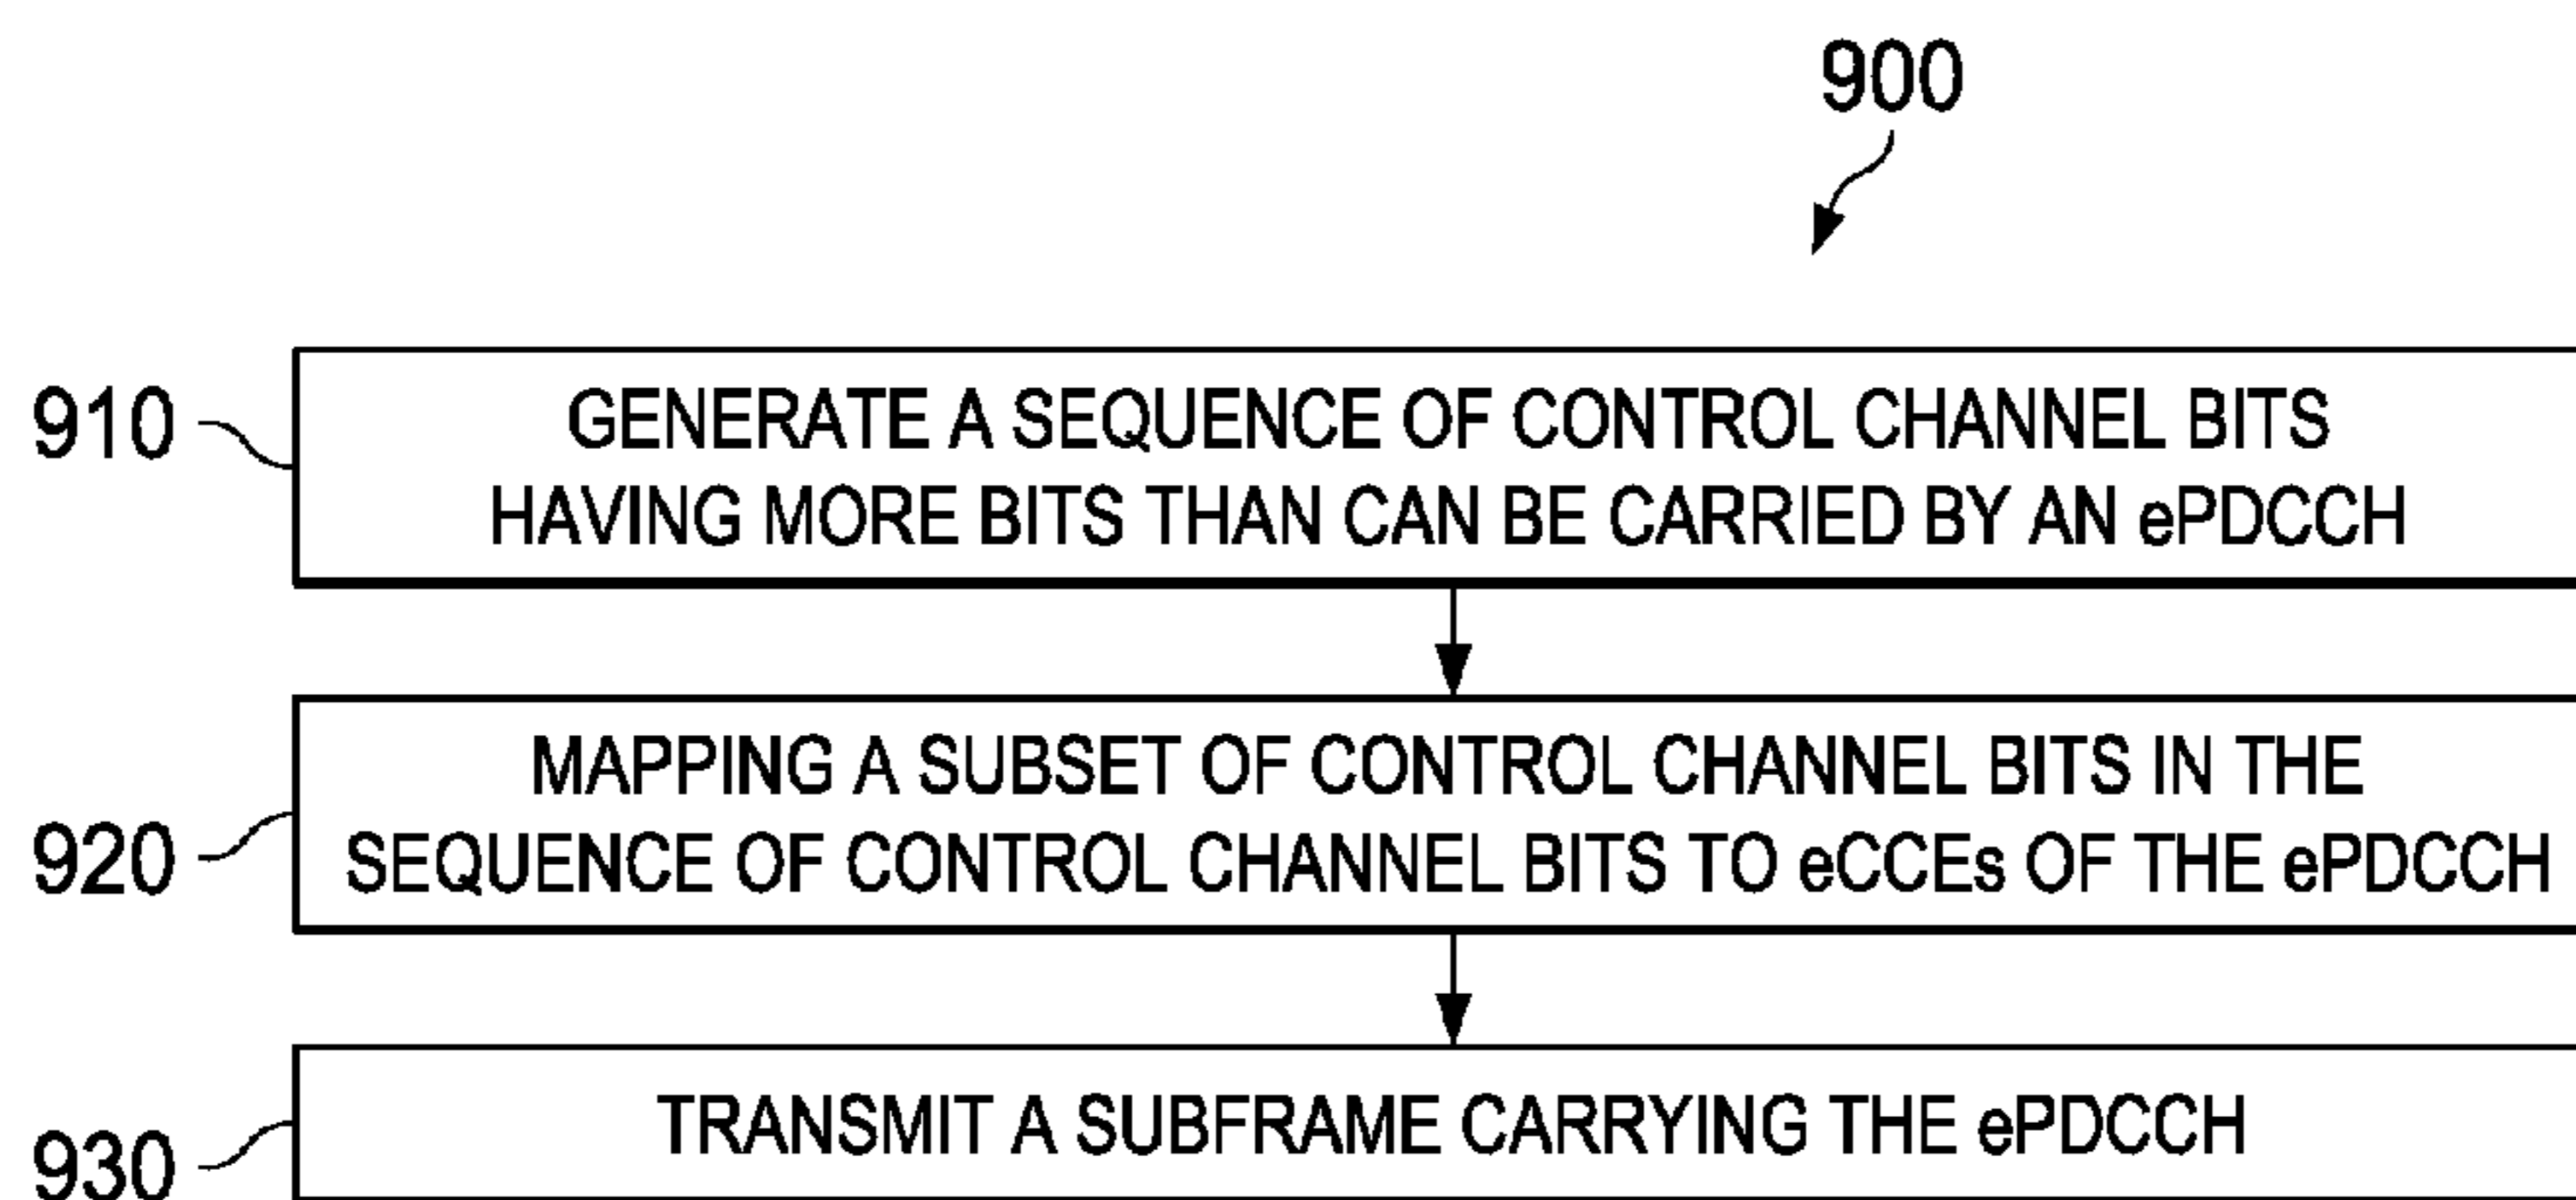 900
910
GENERATE A SEQUENCE OF CONTROL CHANNEL BITS
HAVING MORE BITS THAN CAN BE CARRIED BY AN ePDCCH
920
MAPPING A SUBSET OF CONTROL CHANNEL BITS IN THE
SEQUENCE OF CONTROL CHANNEL BITS TO eCCEs OF THE ePDCCH
930
TRANSMIT A SUBFRAME CARRYING THE ePDCCH